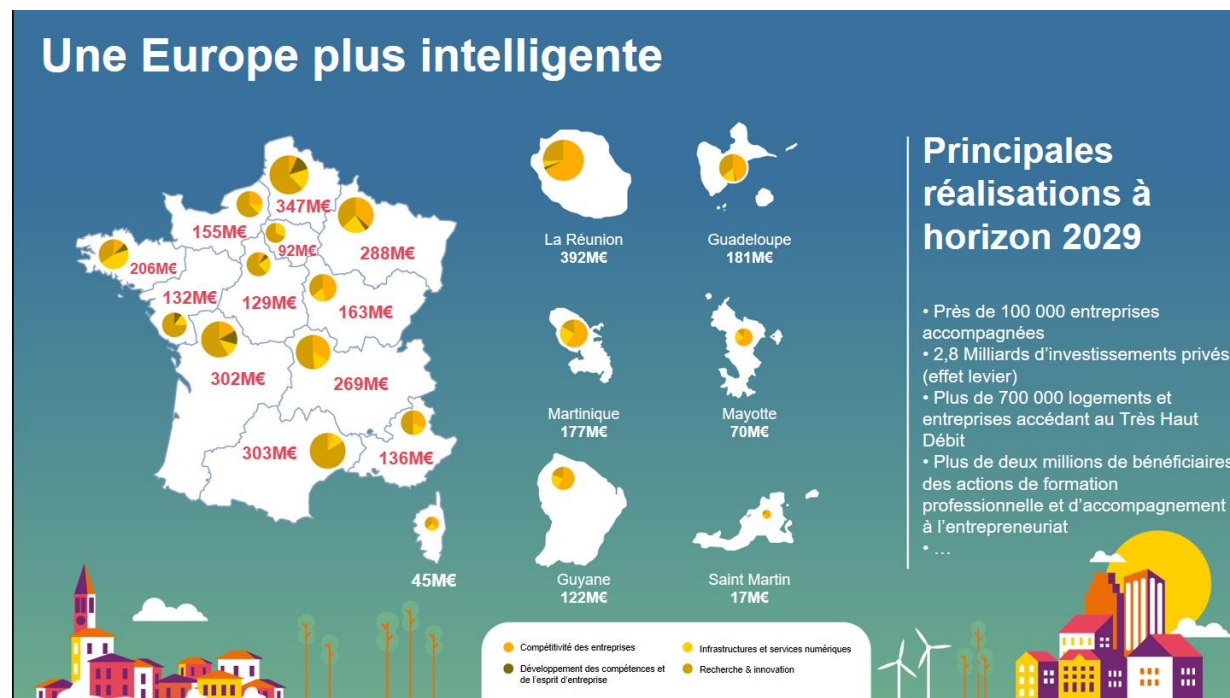 Une Europe plus intelligente
347M€
155M€
92M€
288M€
206M€
132M€
129M€
163M€
302M€
269M€
303M€
136M€
45M€
La Réunion
392M€
Guadeloupe
181M€
Martinique
177M€
Mayotte
70M€
Guyane
122M€
Saint Martin
17M€
Principales
réalisations à
horizon 2029
• Près de 100 000 entreprises
accompagnées
• 2,8 Milliards d’investissements privés
(effet levier)
• Plus de 700 000 logements et
entreprises accédant au Très Haut
Débit
• Plus de deux millions de bénéficiaires
des actions de formation
professionnelle et d’accompagnement
à l’entrepreneuriat
• …
Compétitivité des entreprises
Développement des compétences et
de l’esprit d’entreprise
Infrastructures et services numériques
Recherche & innovation